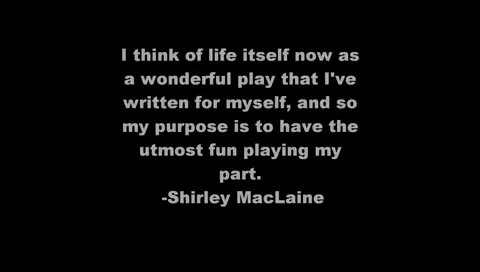 I think of life itself now as
a wonderful play that I've
written for myself, and so
my purpose is to have the
utmost fun playing my
part.
-Shirley MacLaine